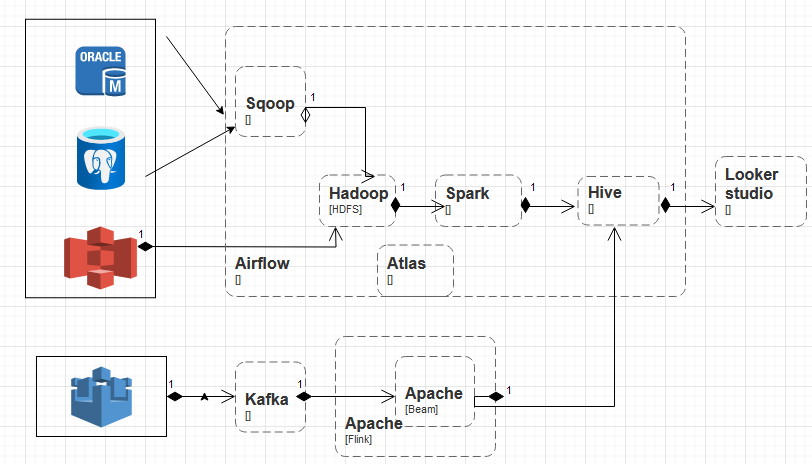 ORACLE
M
Sqoop
[]
1
Hadoop
[HDFS]
1
Spark
[]
1
Hive
[]
1
Looker
studio
[]
1
Airflow
[]
Atlas
[]
1
Kafka
[]
1
Apache
[Beam]
1
Apache
[Flink]